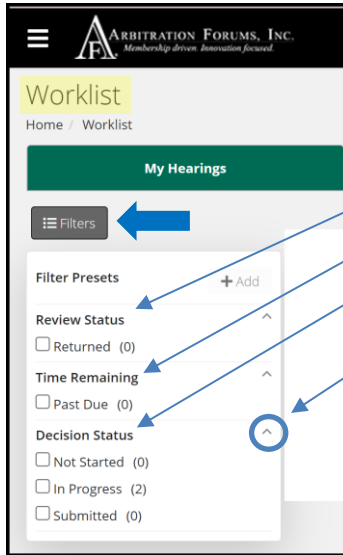 ARBITRATION FORUMS, INC.
Membership driven. Innovation focused.
Worklist
Home / Worklist
My Hearings
Filters
Filter Presets + Add
Review Status
Returned (0)
Time Remaining
Past Due (0)
Decision Status
Not Started (0)
In Progress (2)
Submitted (0)